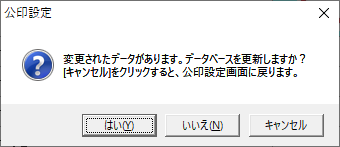 公印設定
変更されたデータがあります。データベースを更新しますか?
[キャンセル]をクリックすると、公印設定画面に戻ります。
はい(Y)
いいえ(N)
キャンセル